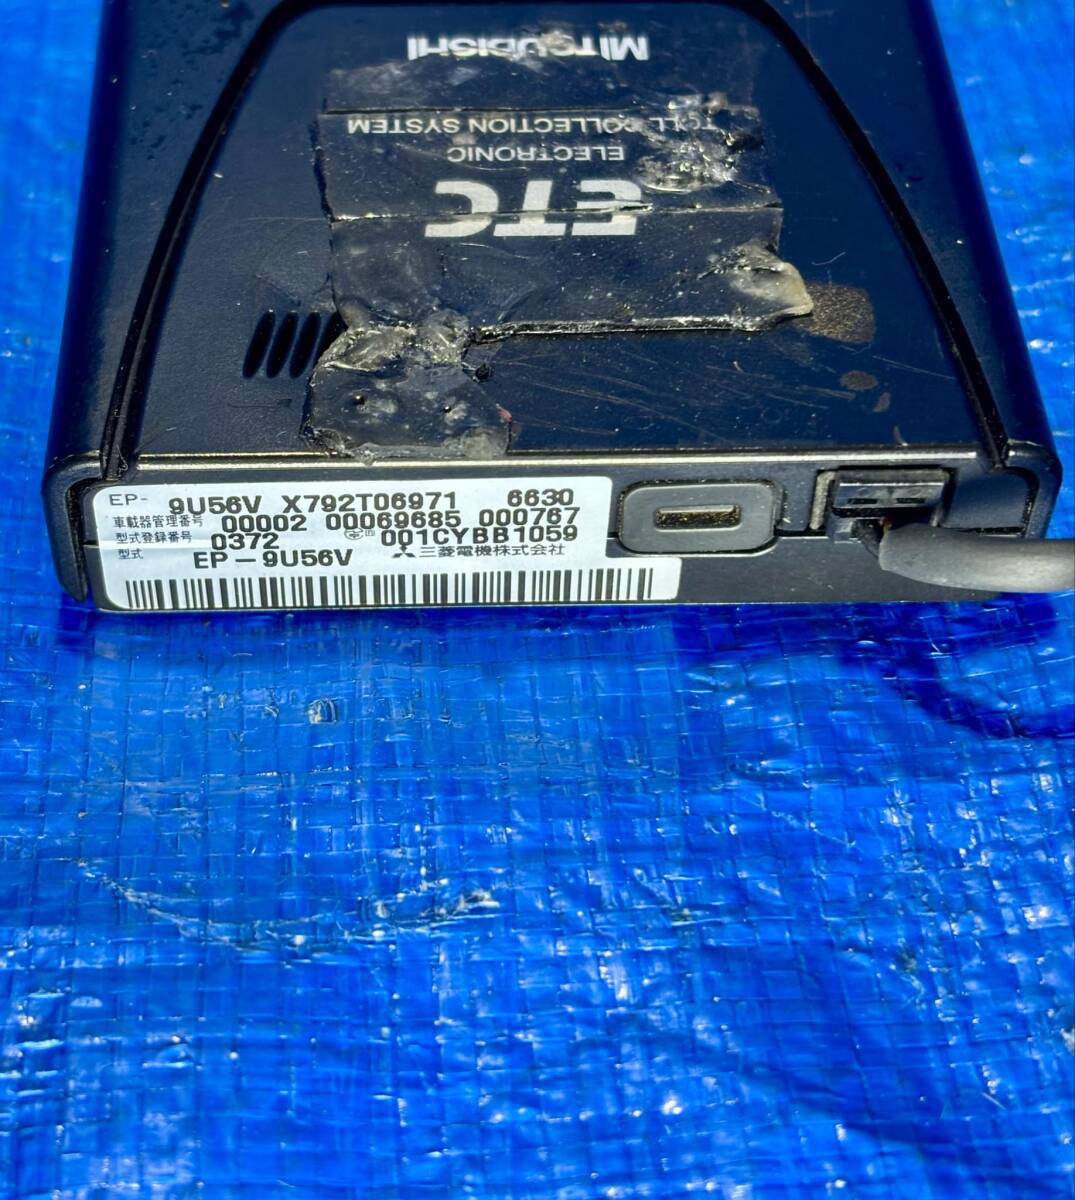 MITSUBISHI
TOLL COLLECTION SYSTEM
ELECTRONIC
ETC
EP- 9U56V X792T06971 6630
車載器管理番号 00002 00069685 000767
型式登録番号 0372 001CYBB1059
型式 EP-9U56V 三菱電機株式会社